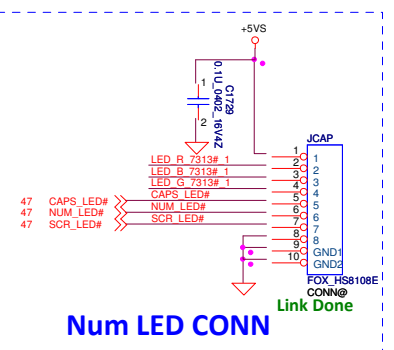 +5VS
1
C1729
0.1U_0402_16V4Z
2
JCAP
LED_R_7313#_1
LED_B_7313#_1
LED_G_7313#_1
47 CAPS_LED# CAPS_LED#
47 NUM_LED# NUM_LED#
47 SCR_LED# SCR_LED#
1 1
2 2
3 3
4 4
5 5
6 6
7 7
8 8
9 GND1
10 GND2
FOX_HS8108E
CONN@
Link Done
Num LED CONN